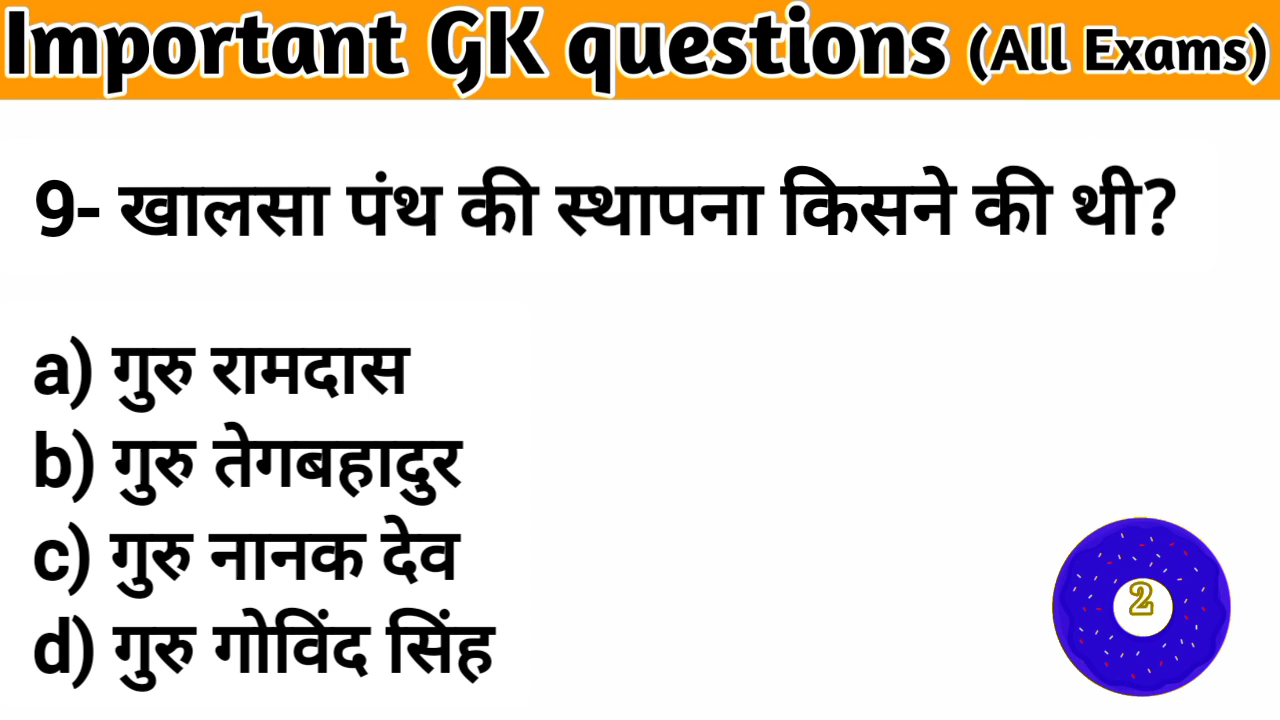 Important GK questions (All Exams)
9- खालसा पंथ की स्थापना किसने की थी?
a) गुरु रामदास
b) गुरु तेगबहादुर
c) गुरु नानक देव
d) गुरु गोविंद सिंह
2